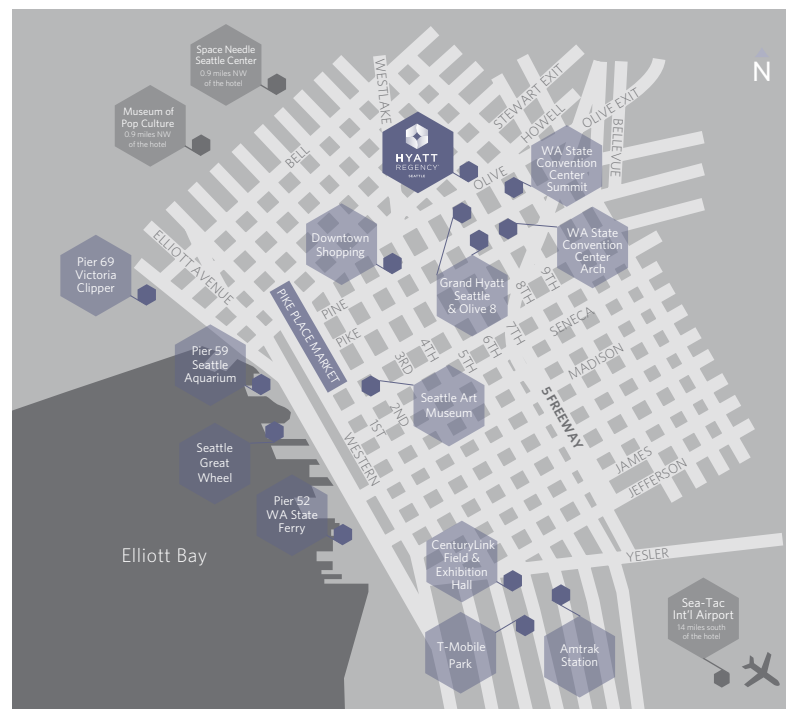 Space Needle
Seattle Center
0.9 miles NW
of the hotel
Museum of
Pop Culture
0.9 miles NW
of the hotel
N
WESTLAKE
STEWART EXIT
HOWELL
OLIVE EXIT
BELLEVUE
BELL
HYATT
REGENCY
SEATTLE
OLIVE
WA State
Convention
Center
Summit
WA State
Convention
Center
Arch
Downtown
Shopping
ELLIOTT AVENUE
Pier 69
Victoria
Clipper
Grand Hyatt
Seattle
& Olive 8
9TH
8TH
7TH
6TH
5TH
4TH
3RD
2ND
1ST
PINE
PIKE
PIKE PLACE MARKET
SENECA
MADISON
Pier 59
Seattle
Aquarium
Seattle Art
Museum
5 FREEWAY
WESTERN
JAMES
JEFFERSON
Seattle
Great
Wheel
Pier 52
WA State
Ferry
Elliott Bay
CenturyLink
Field &
Exhibition
Hall
YESLER
T-Mobile
Park
Amtrak
Station
Sea-Tac
Int'l Airport
14 miles south
of the hotel